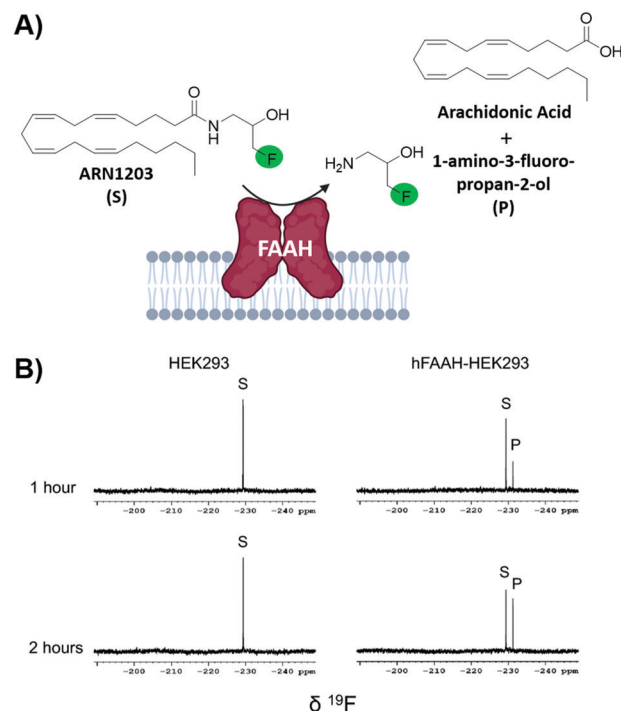 A)
O
OH
Arachidonic Acid
+
1-amino-3-fluoro-
propan-2-ol
(P)
O
N
H
OH
F
ARN1203
(S)
H₂N
OH
F
FAAH
B)
HEK293
hFAAH-HEK293
1 hour
S
-200 -210 -220 -230 -240 ppm
S
P
-200 -210 -220 -230 -240 ppm
2 hours
S
-200 -210 -220 -230 -240 ppm
S
P
-200 -210 -220 -230 -240 ppm
δ ¹⁹F